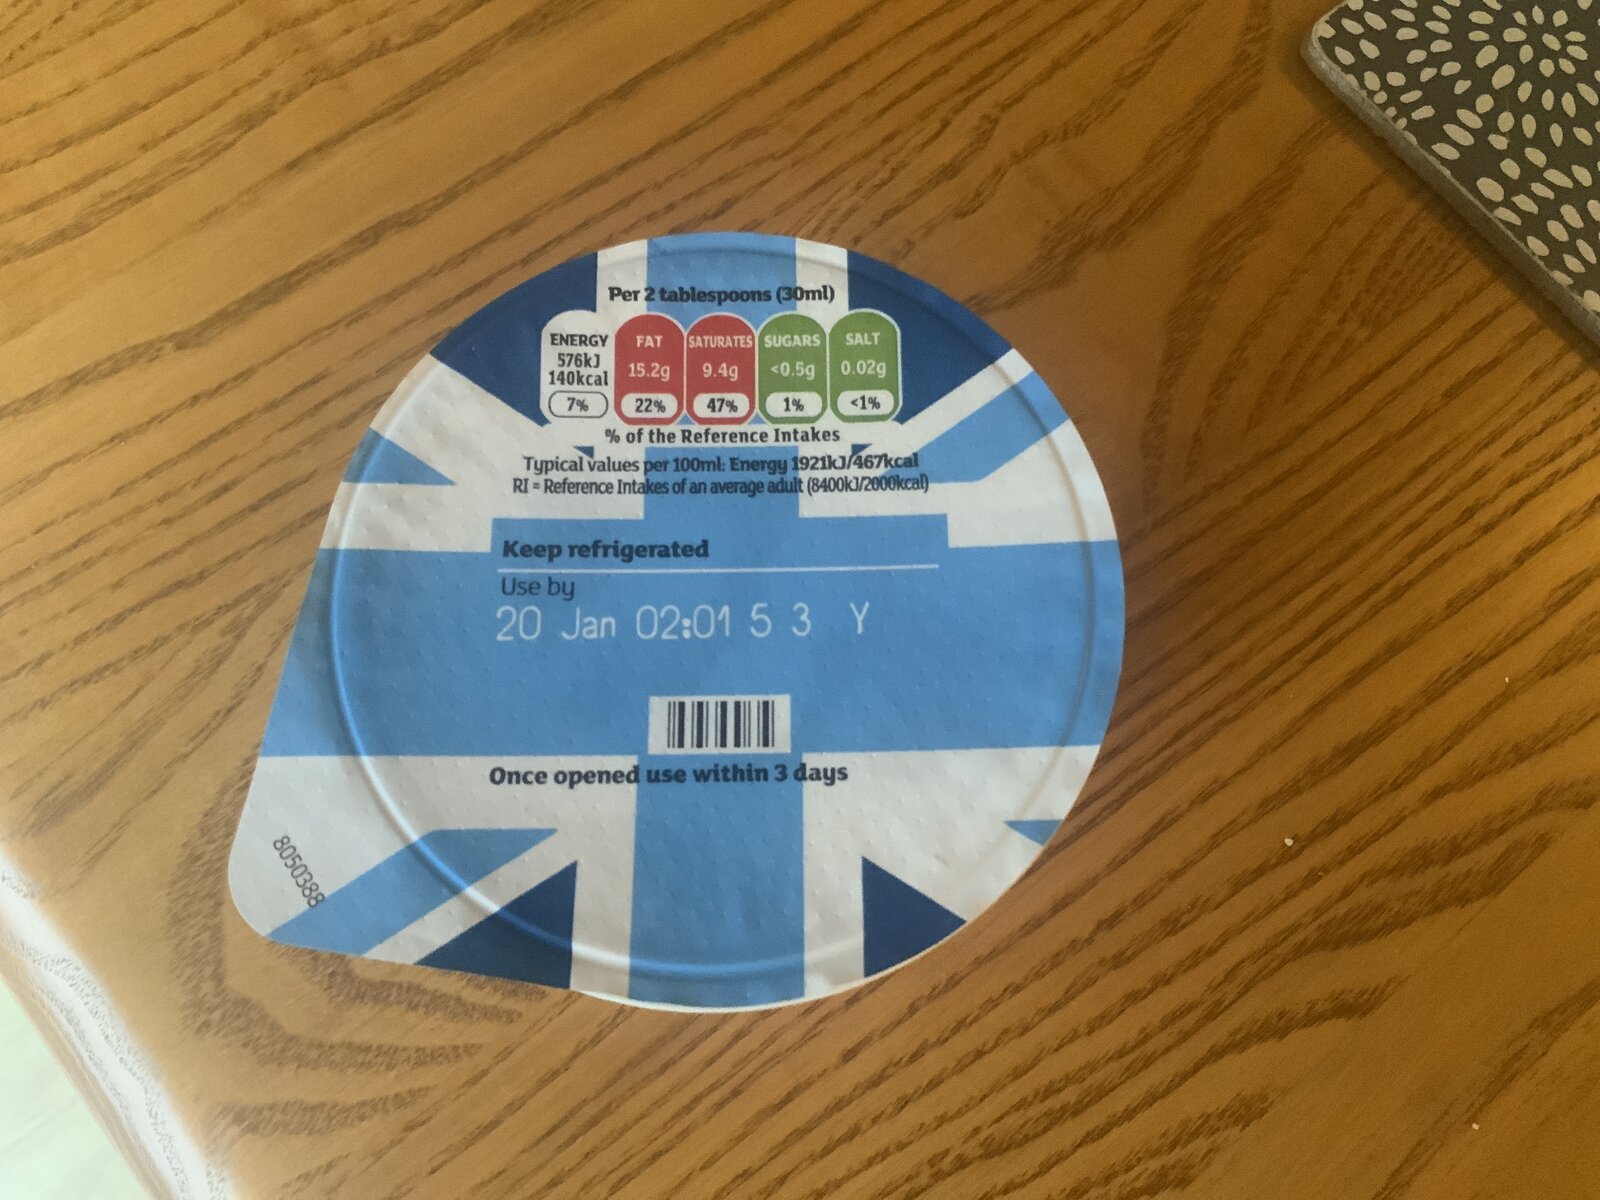 Per 2 tablespoons (30ml)
ENERGY FAT SATURATES SUGARS SALT
576kJ 15.2g 9.4g <0.5g 0.02g
140kcal
7% 22% 47% 1% <1%
% of the Reference Intakes
Typical values per 100ml: Energy 1921kJ/467kcal
RI = Reference Intakes of an average adult (8400kJ/2000kcal)
Keep refrigerated
Use by
20 Jan 02:01 5 3 Y
Once opened use within 3 days
8050388